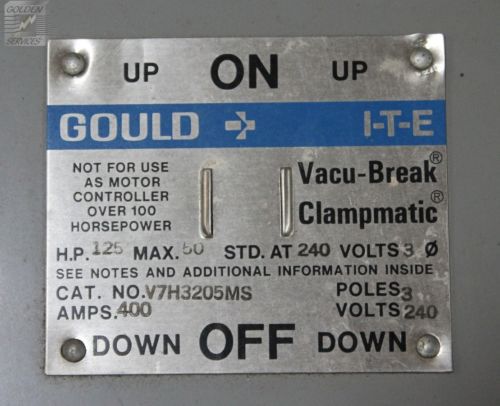 GOLDEN
SERVICES
UP ON UP
GOULD I-T-E
NOT FOR USE
AS MOTOR
CONTROLLER
OVER 100
HORSEPOWER
Vacu-Break®
Clampmatic®
H.P. 125 MAX. 50 STD. AT 240 VOLTS 3 Ø
SEE NOTES AND ADDITIONAL INFORMATION INSIDE
CAT. NO. V7H3205MS POLES 3
AMPS. 400 VOLTS 240
DOWN OFF DOWN